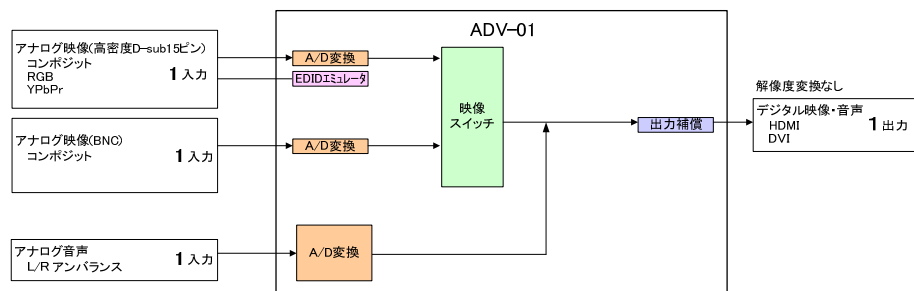 ADV-01
アナログ映像(高密度D-sub15ピン)
コンポジット
RGB
YPbPr
1入力
A/D変換
EDIDエミュレータ
映像
スイッチ
アナログ映像(BNC)
コンポジット
1入力
A/D変換
出力補償
解像度変換なし
デジタル映像・音声
HDMI
DVI
1出力
アナログ音声
L/R アンバランス
1入力
A/D変換